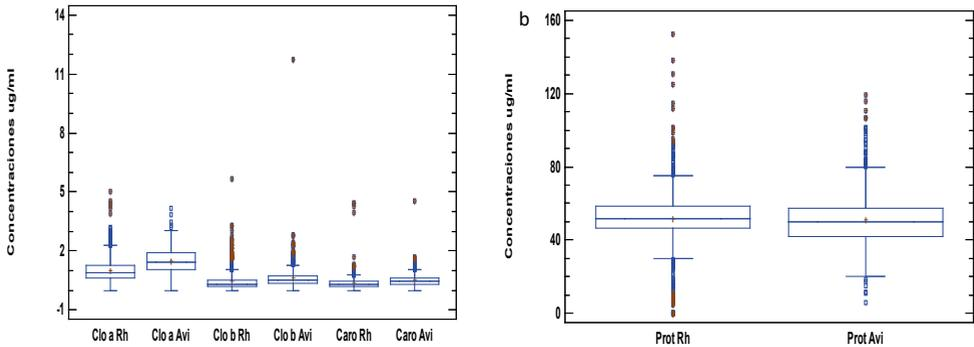 14
11
8
5
2
-1
Concentraciones ug/ml
Clo a Rh Clo a Avi Clo b Rh Clo b Avi Caro Rh Caro Avi
b
160
120
80
40
0
Concentraciones ug/ml
Prot Rh Prot Avi